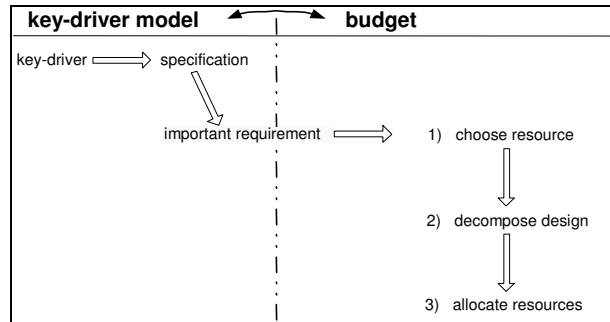 key-driver model budget
key-driver specification
important requirement 1) choose resource
2) decompose design
3) allocate resources